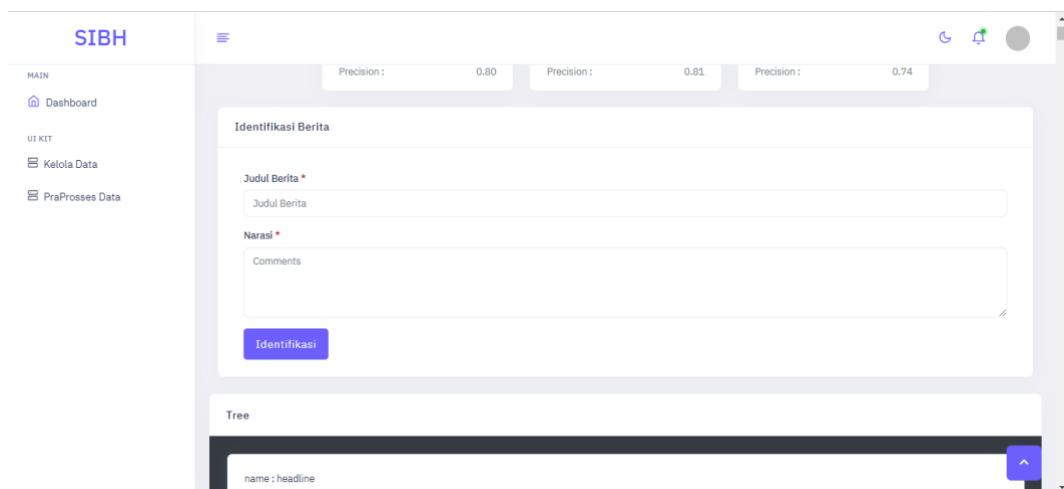 SIBH
MAIN
Dashboard
UI KIT
Kelola Data
PraProsses Data
Precision : 0.80 Precision : 0.81 Precision : 0.74
Identifikasi Berita
Judul Berita *
Judul Berita
Narasi *
Comments
Identifikasi
Tree
name : headline